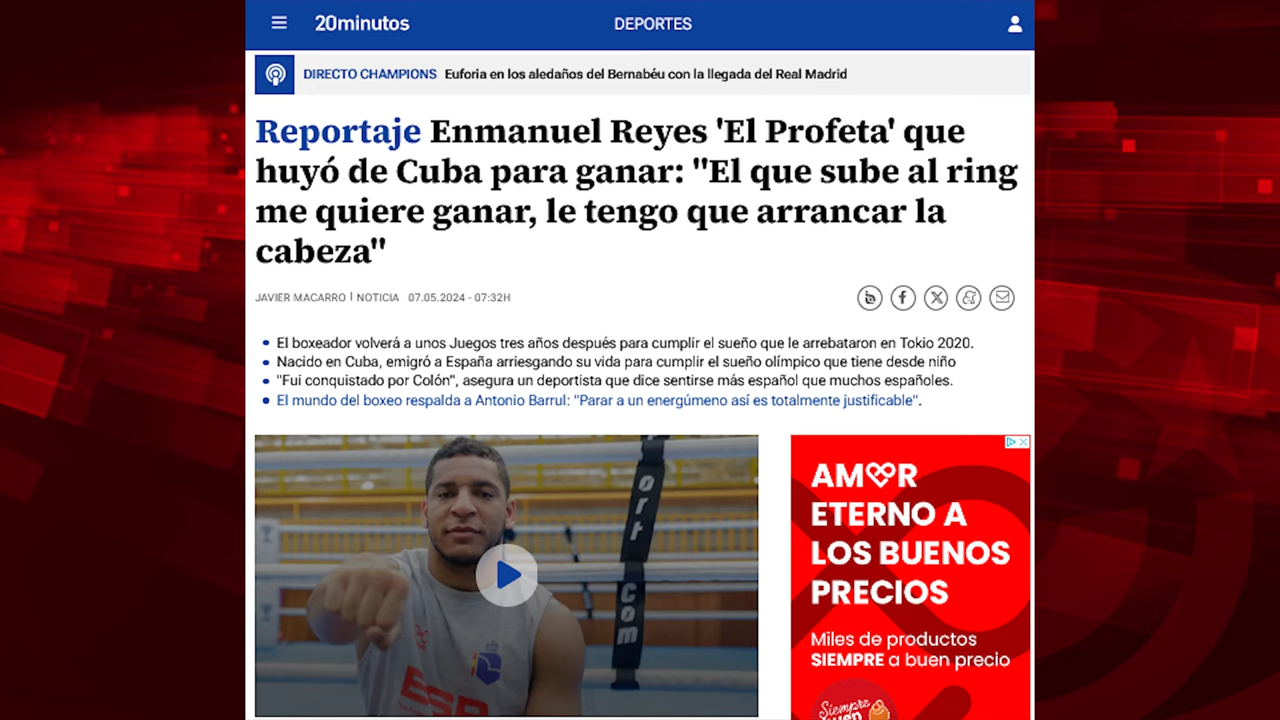 20minutos
DEPORTES
DIRECTO CHAMPIONS Euforia en los aledaños del Bernabéu con la llegada del Real Madrid
Reportaje Enmanuel Reyes 'El Profeta' que
huyó de Cuba para ganar: "El que sube al ring
me quiere ganar, le tengo que arrancar la
cabeza"
JAVIER MACARRO | NOTICIA 07.05.2024 - 07:32H
El boxeador volverá a unos Juegos tres años después para cumplir el sueño que le arrebataron en Tokio 2020.
Nacido en Cuba, emigró a España arriesgando su vida para cumplir el sueño olímpico que tiene desde niño
"Fui conquistado por Colón", asegura un deportista que dice sentirse más español que muchos españoles.
El mundo del boxeo respalda a Antonio Barrul: "Parar a un energúmeno así es totalmente justificable".
ort
Com
ESP
AMOR
ETERNO A
LOS BUENOS
PRECIOS
Miles de productos
SIEMPRE a buen precio
Siempre